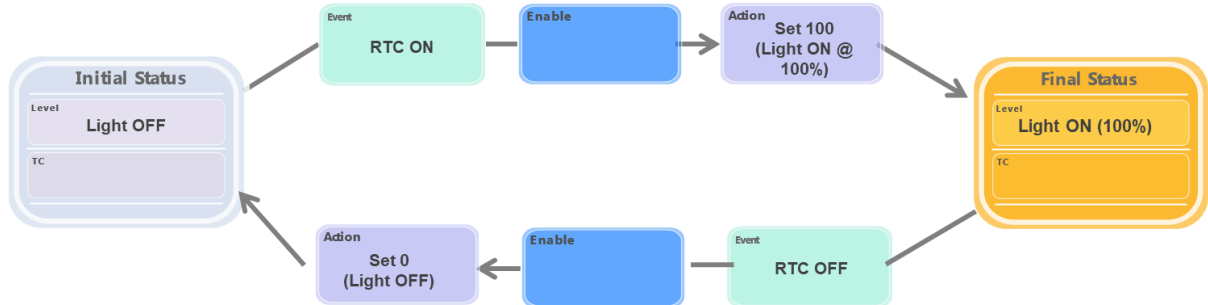 Event
RTC ON
Enable
Action
Set 100
(Light ON @
100%)
Initial Status
Level
Light OFF
TC
Final Status
Level
Light ON (100%)
TC
Action
Set 0
(Light OFF)
Enable
Event
RTC OFF